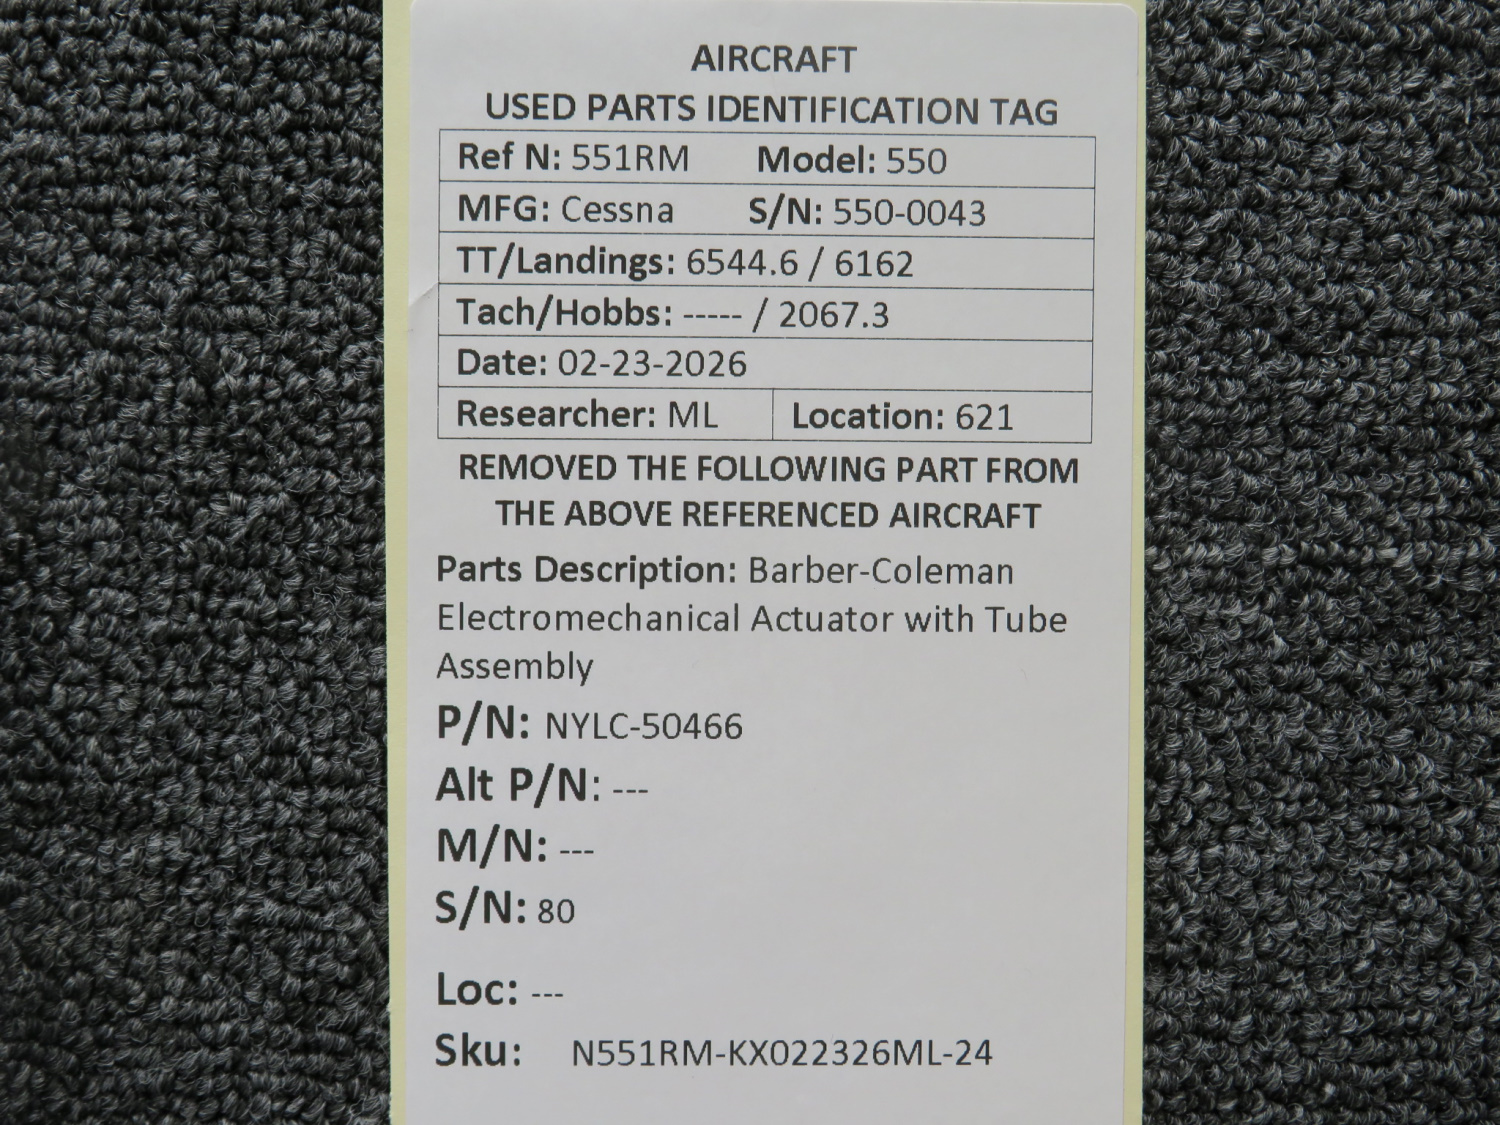 AIRCRAFT
USED PARTS IDENTIFICATION TAG
Ref N: 551RM Model: 550
MFG: Cessna S/N: 550-0043
TT/Landings: 6544.6 / 6162
Tach/Hobbs: ----- / 2067.3
Date: 02-23-2026
Researcher: ML Location: 621
REMOVED THE FOLLOWING PART FROM
THE ABOVE REFERENCED AIRCRAFT
Parts Description: Barber-Coleman
Electromechanical Actuator with Tube
Assembly
P/N: NYLC-50466
Alt P/N: ---
M/N: ---
S/N: 80
Loc: ---
Sku: N551RM-KX022326ML-24